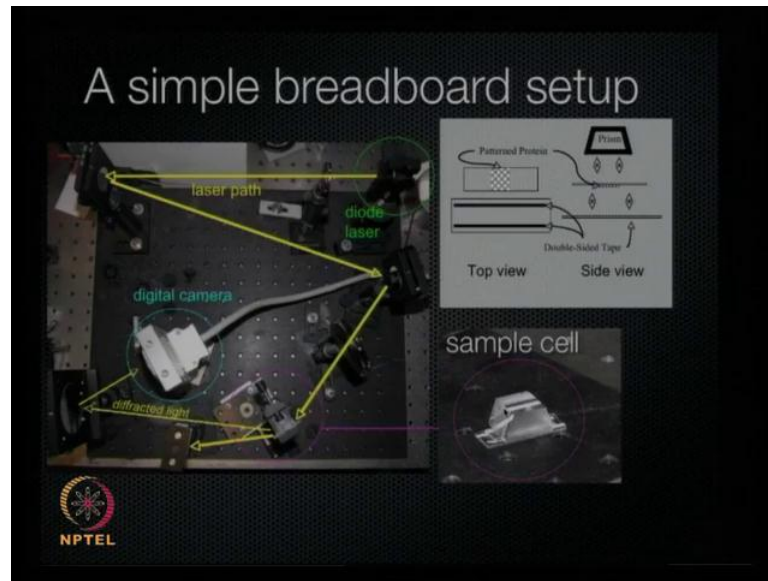 A simple breadboard setup
laser path
diode
laser
digital camera
diffracted light
Patterned Protein
Prism
Double-Sided Tape
Top view
Side view
sample cell
NPTEL